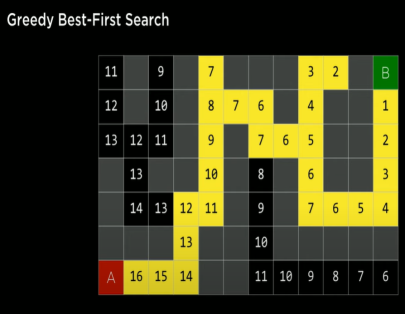 Greedy Best-First Search
11 9 7 3 2 B
12 10 8 7 6 4 1
13 12 11 9 7 6 5 2
13 10 8 6 3
14 13 12 11 9 7 6 5 4
13 10
A 16 15 14 11 10 9 8 7 6